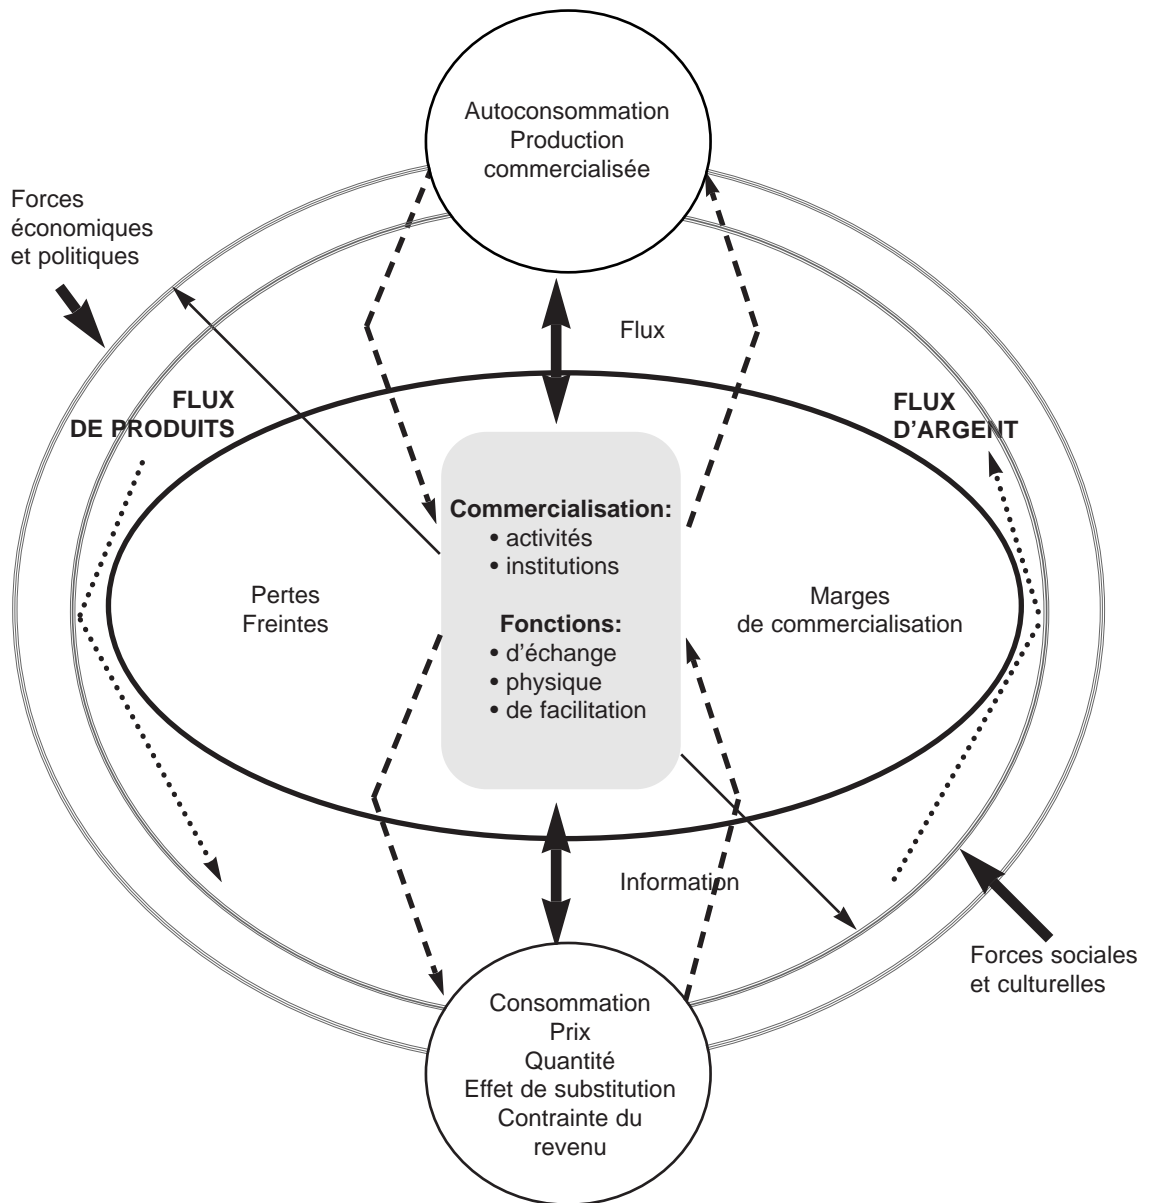 Autoconsommation
Production
commercialisée
Forces
économiques
et politiques
Flux
FLUX
DE PRODUITS
FLUX
D’ARGENT
Commercialisation:
• activités
• institutions
Pertes
Freintes
Marges
de commercialisation
Fonctions:
• d’échange
• physique
• de facilitation
Information
Forces sociales
et culturelles
Consommation
Prix
Quantité
Effet de substitution
Contrainte du
revenu